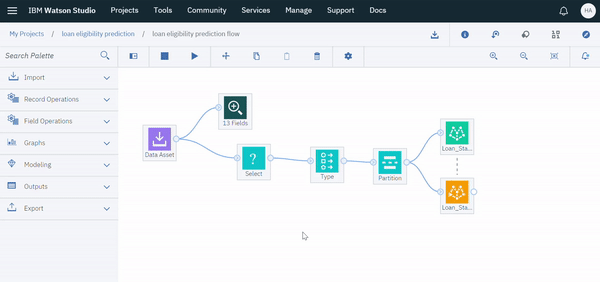 IBM Watson Studio Projects Tools Community Services Manage Support Docs HA
My Projects / loan eligibility prediction / loan eligibility prediction flow
Search Palette
Import
Record Operations
Field Operations
Graphs
Modeling
Outputs
Export
13 Fields
Data Asset
Select
Type
Partition
Loan_Sta...
Loan_Sta...